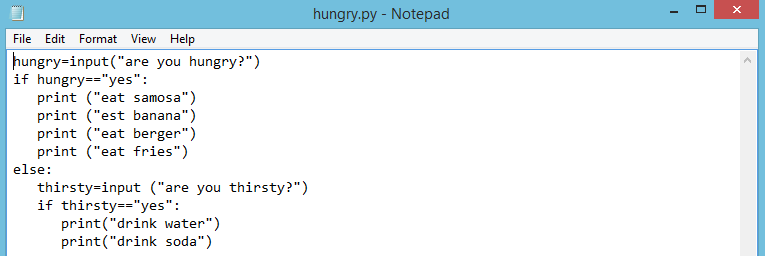 hungry.py - Notepad
File Edit Format View Help
hungry=input("are you hungry?")
if hungry=="yes":
   print ("eat samosa")
   print ("est banana")
   print ("eat berger")
   print ("eat fries")
else:
   thirsty=input ("are you thirsty?")
   if thirsty=="yes":
      print("drink water")
      print("drink soda")